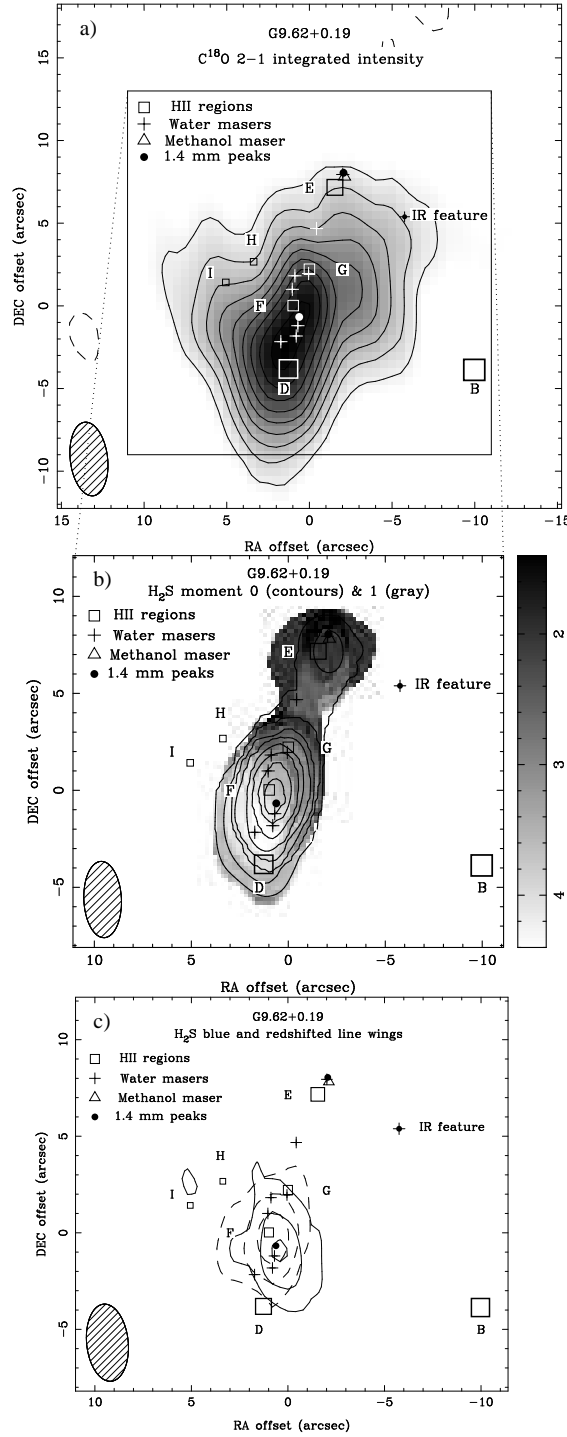 a)
G9.62+0.19
C¹⁸O 2-1 integrated intensity
HII regions
Water masers
Methanol maser
1.4 mm peaks
E
IR feature
H
I
G
F
D
B
15
10
5
0
-5
-10
DEC offset (arcsec)
15 10 5 0 -5 -10 -15
RA offset (arcsec)
b)
G9.62+0.19
H₂S moment 0 (contours) & 1 (gray)
HII regions
Water masers
Methanol maser
1.4 mm peaks
E
IR feature
H
I
G
F
D
B
10
5
0
-5
DEC offset (arcsec)
10 5 0 -5 -10
RA offset (arcsec)
2
3
4
c)
G9.62+0.19
H₂S blue and redshifted line wings
HII regions
Water masers
Methanol maser
1.4 mm peaks
E
IR feature
H
I
G
F
D
B
10
5
0
-5
DEC offset (arcsec)
10 5 0 -5 -10
RA offset (arcsec)